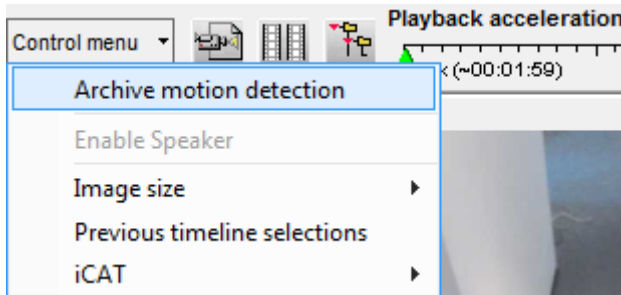 Playback acceleration
Control menu
(~00:01:59)
Archive motion detection
Enable Speaker
Image size
Previous timeline selections
iCAT